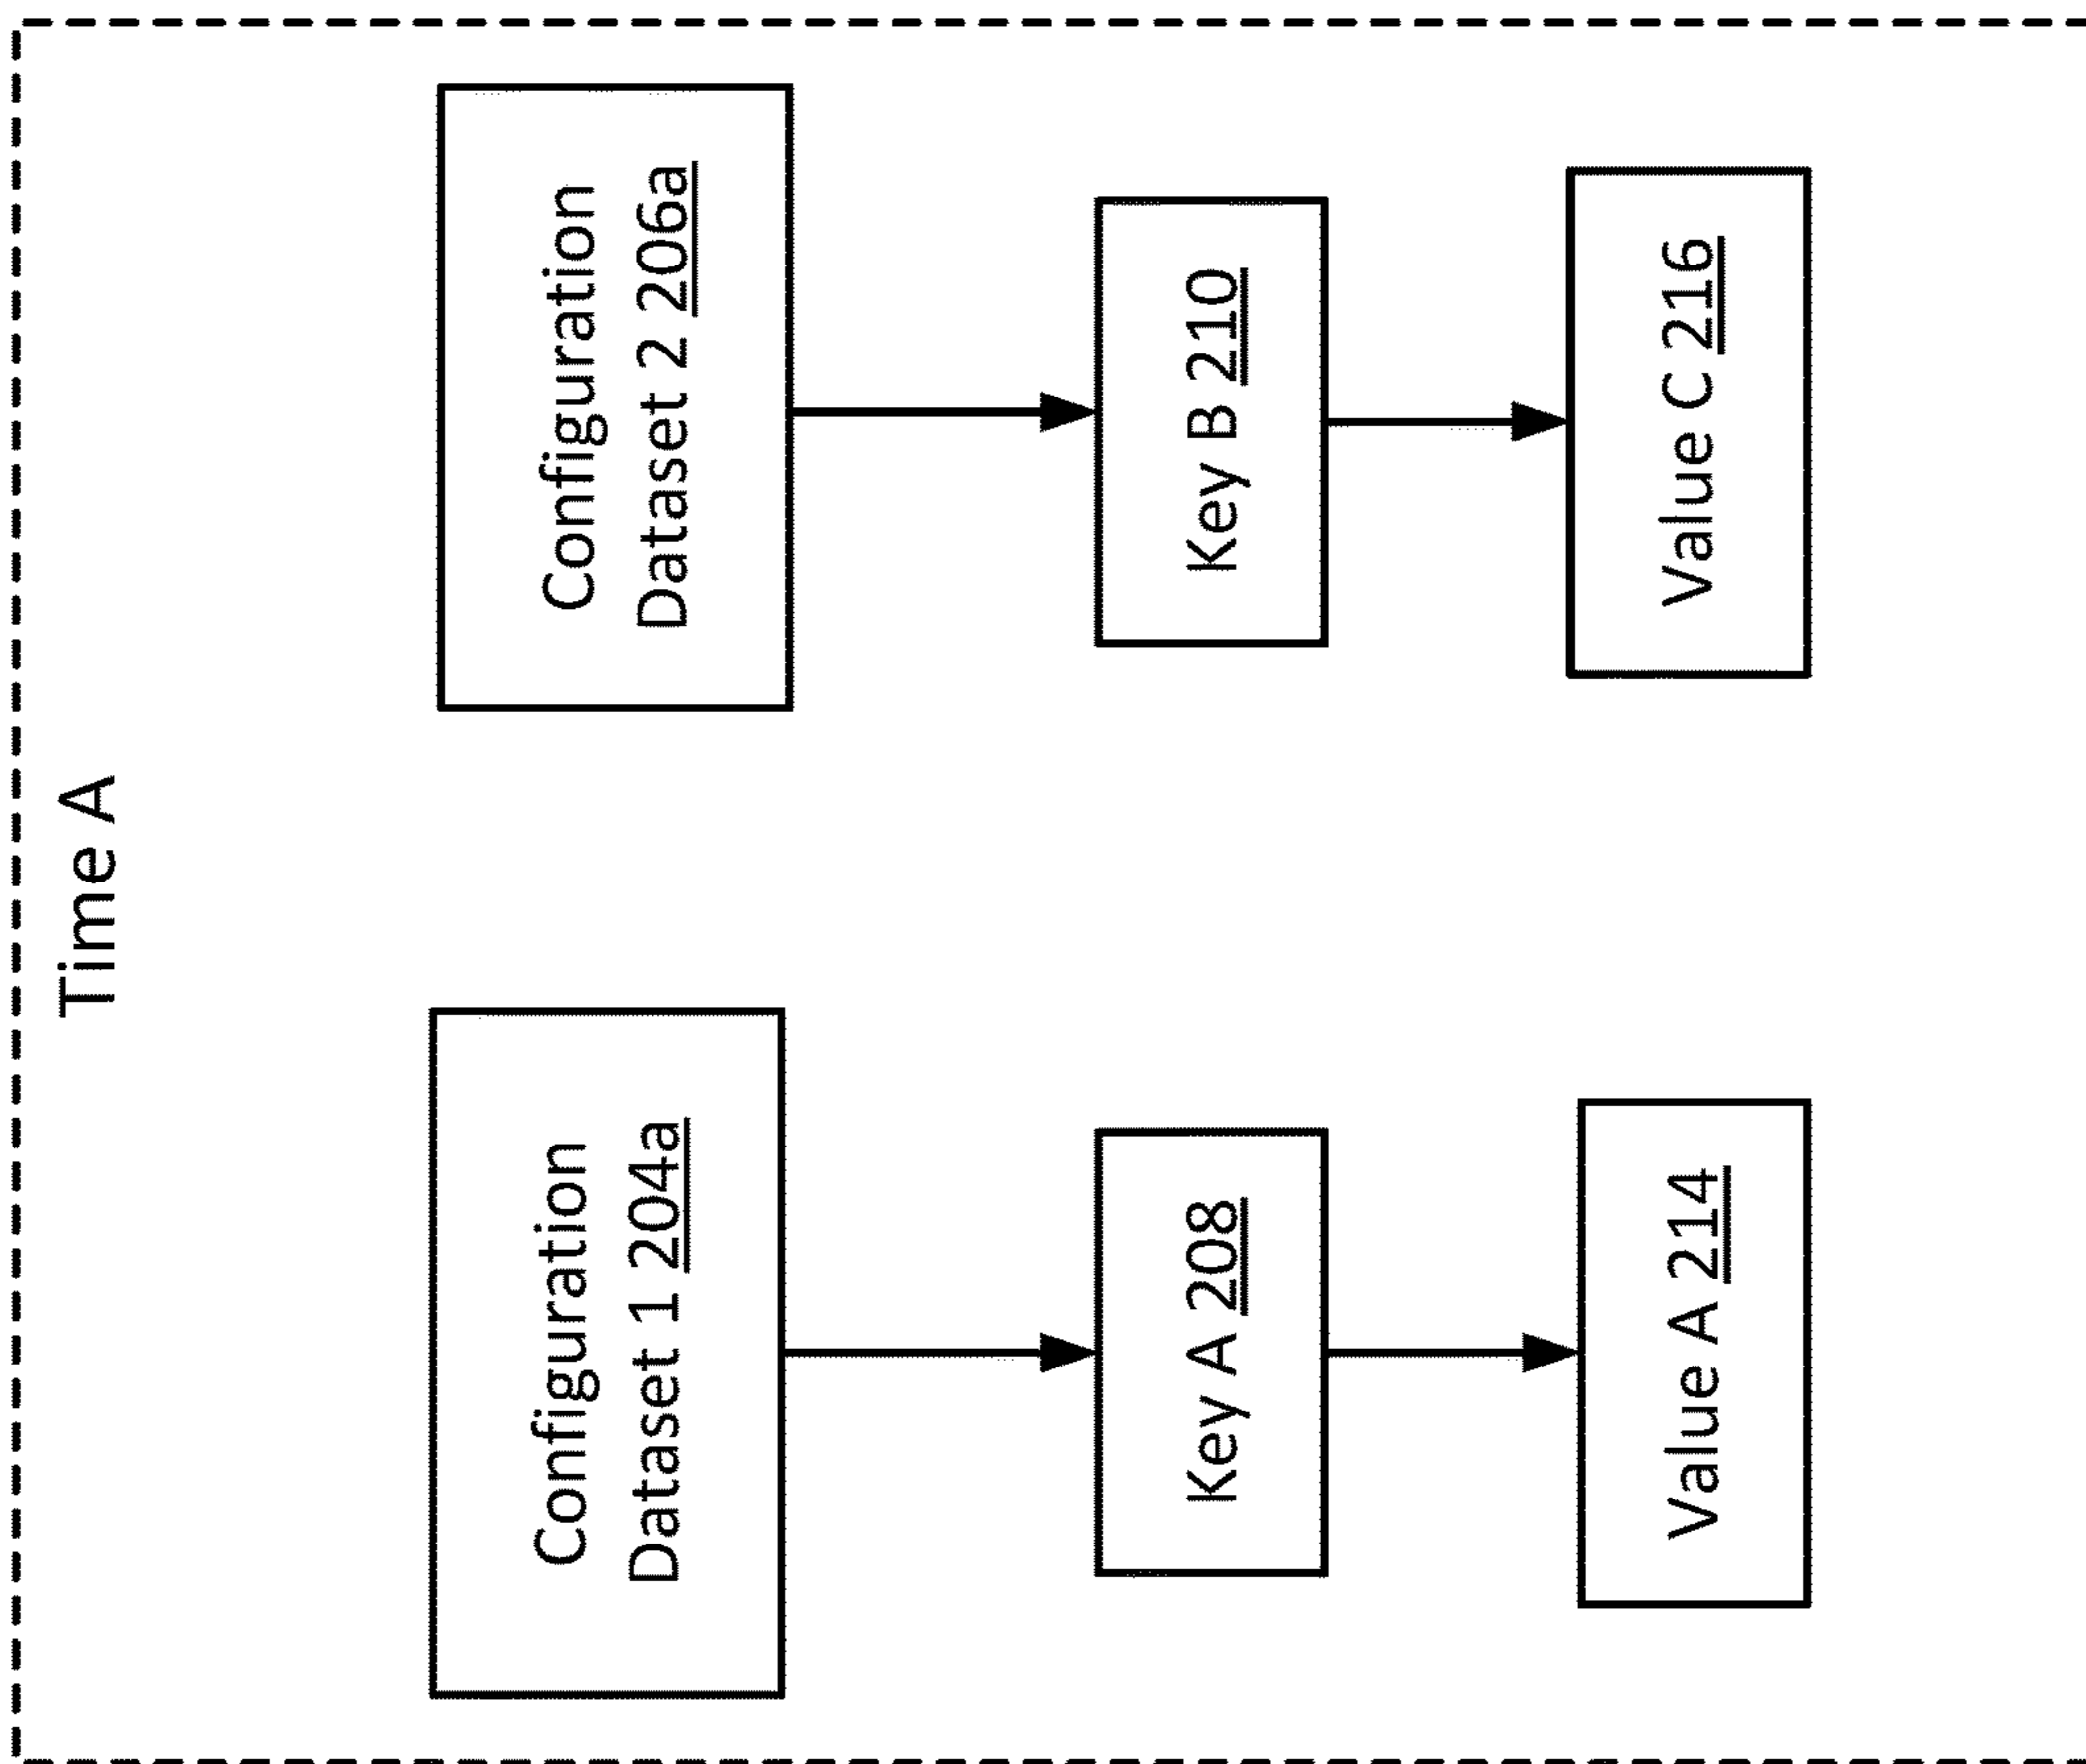 Time A
Configuration
Dataset 1 204a
Key A 208
Value A 214
Configuration
Dataset 2 206a
Key B 210
Value C 216